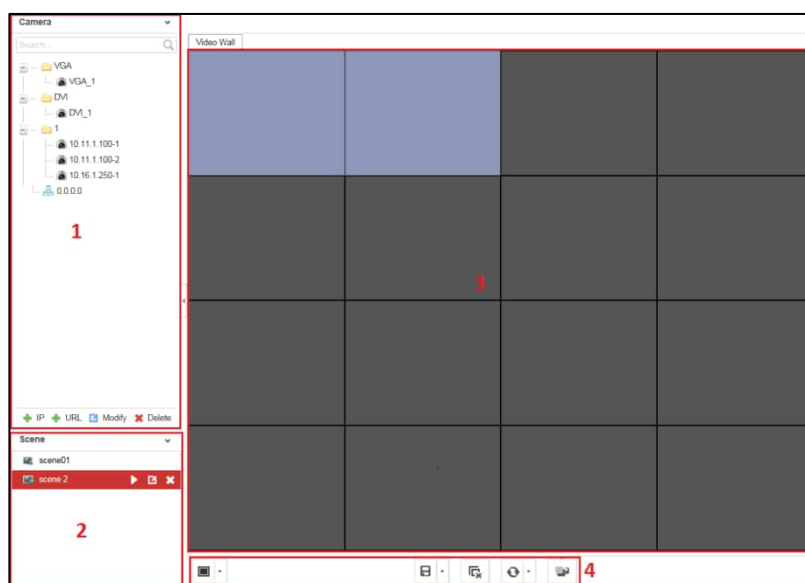 Camera
Search...
VGA
VGA_1
DVI
DVI_1
1
10.11.1.100-1
10.11.1.100-2
10.16.1.250-1
0.0.0.0
1
IP URL Modify Delete
Scene
scene01
scene 2
2
Video Wall
3
4